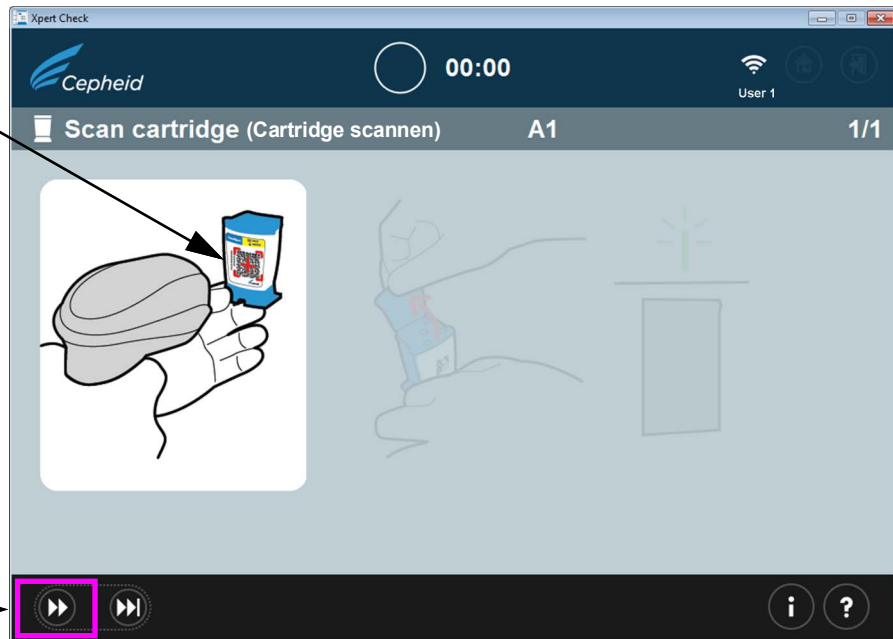 Xpert Check
Cepheid
00:00
User 1
Scan cartridge (Cartridge scannen) A1 1/1
i ?